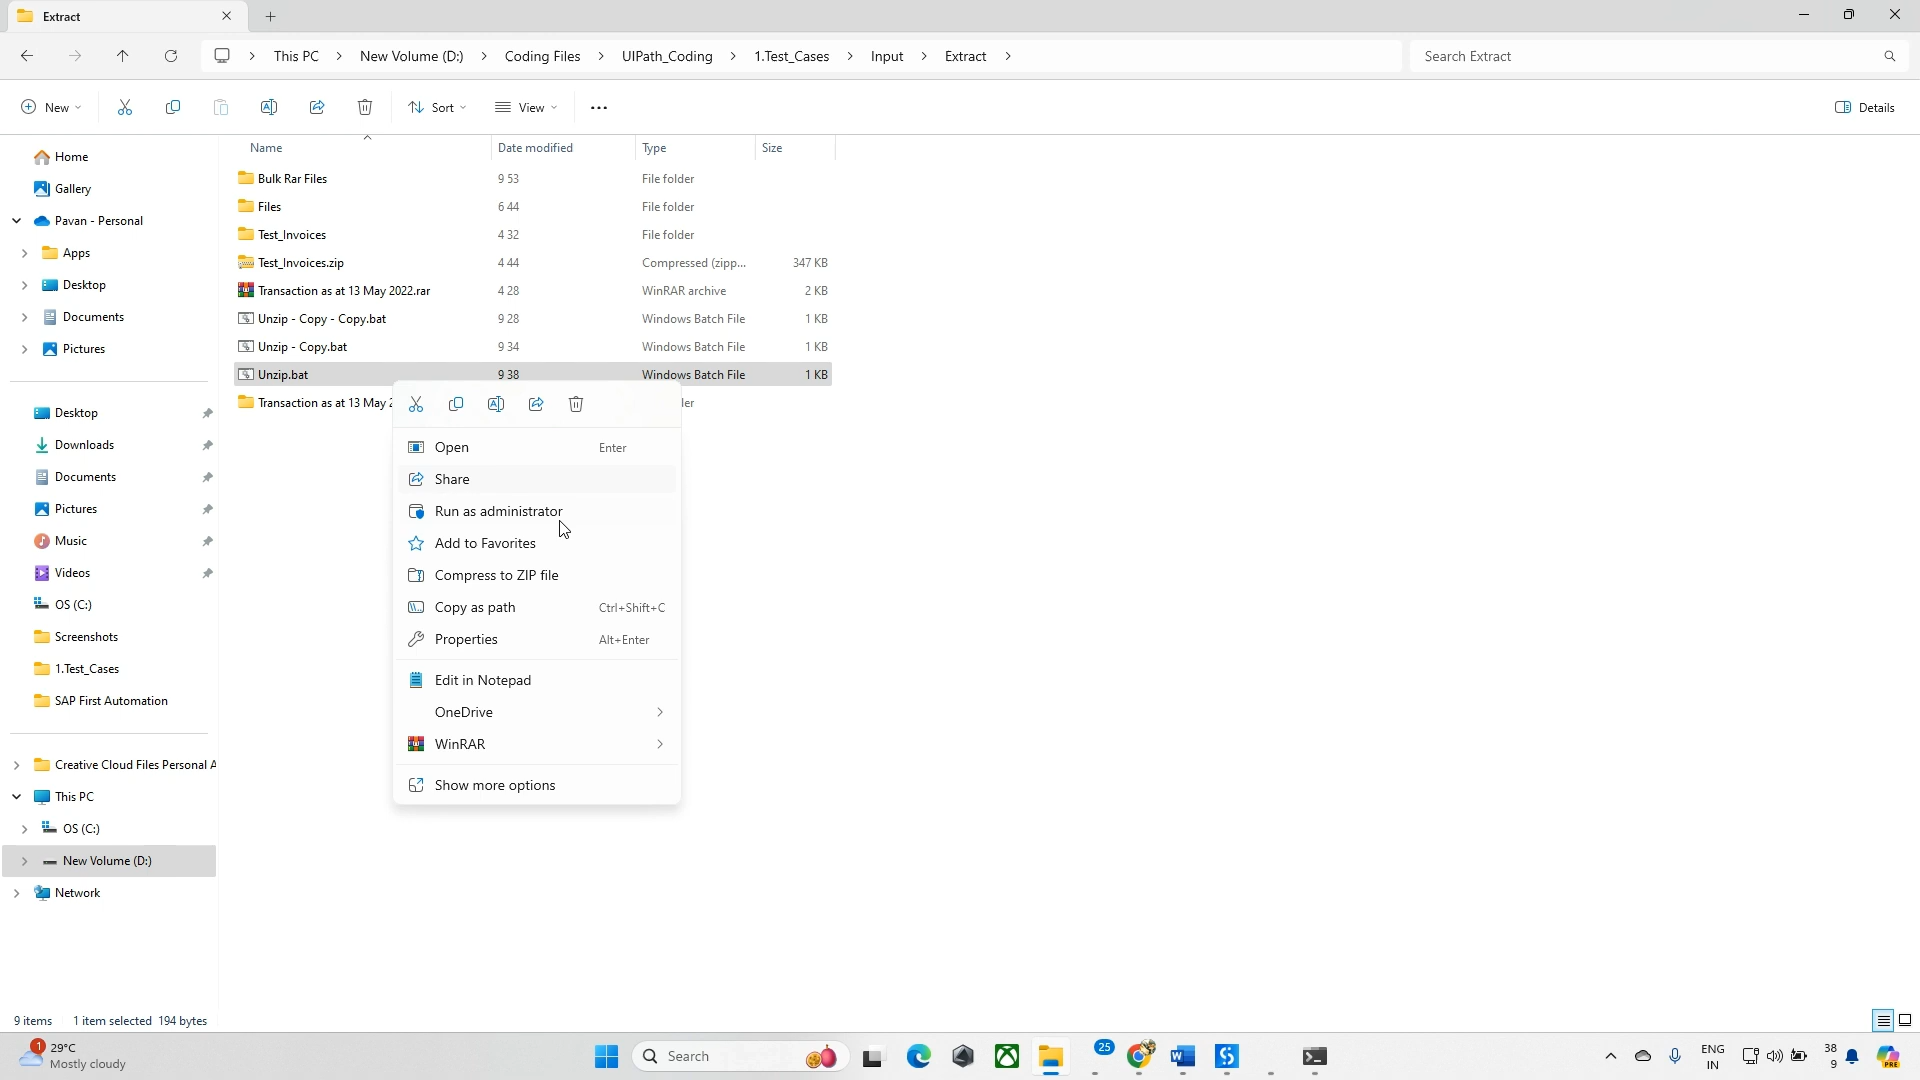 Extract
This PC > New Volume (D:) > Coding Files > UIPath_Coding > 1.Test_Cases > Input > Extract >
Search Extract
New
Sort
View
Details
Name Date modified Type Size
Bulk Rar Files 9 53 File folder
Files 6 44 File folder
Test_Invoices 4 32 File folder
Test_Invoices.zip 4 44 Compressed (zipp... 347 KB
Transaction as at 13 May 2022.rar 4 28 WinRAR archive 2 KB
Unzip - Copy - Copy.bat 9 28 Windows Batch File 1 KB
Unzip - Copy.bat 9 34 Windows Batch File 1 KB
Unzip.bat 9 38 Windows Batch File 1 KB
Transaction as at 13 May
Home
Gallery
Pavan - Personal
Apps
Desktop
Documents
Pictures
Desktop
Downloads
Documents
Pictures
Music
Videos
OS (C:)
Screenshots
1.Test_Cases
SAP First Automation
Creative Cloud Files Personal A
This PC
OS (C:)
New Volume (D:)
Network
Open Enter
Share
Run as administrator
Add to Favorites
Compress to ZIP file
Copy as path Ctrl+Shift+C
Properties Alt+Enter
Edit in Notepad
OneDrive
WinRAR
Show more options
9 items 1 item selected 194 bytes
1
29°C
Mostly cloudy
Search
25
ENG
IN
38
9
PRE